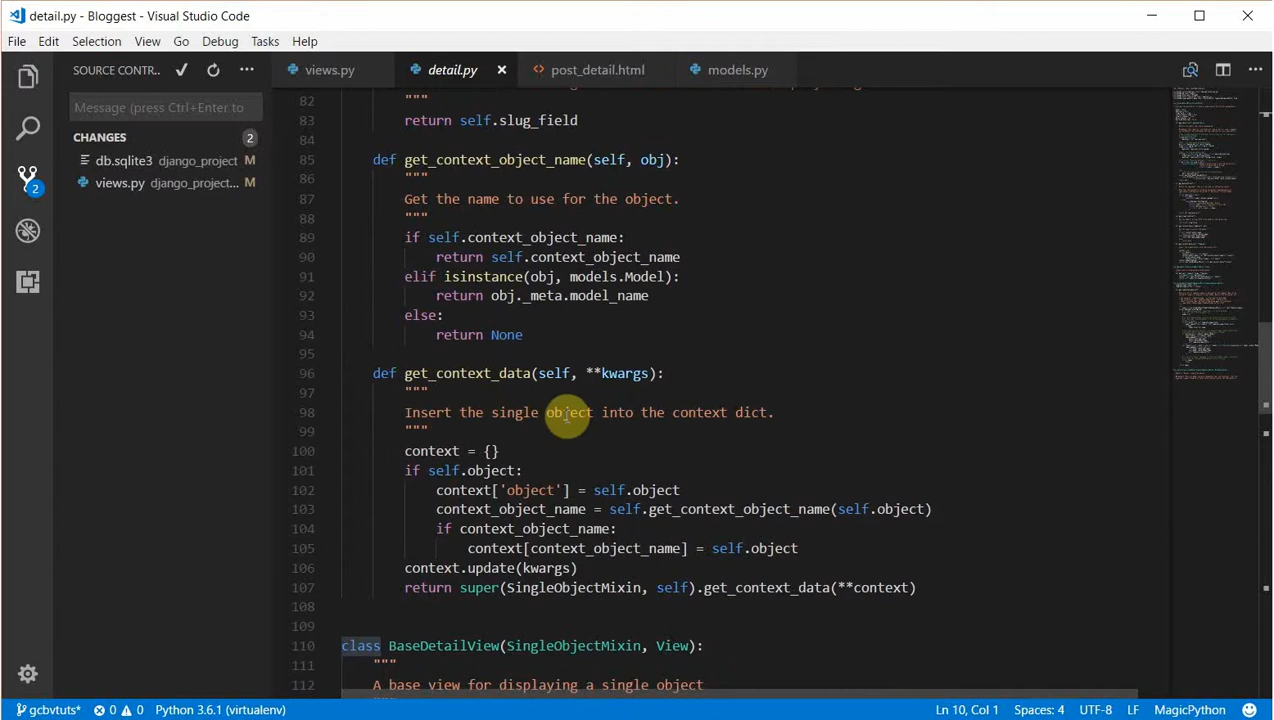 detail.py - Bloggest - Visual Studio Code
File Edit Selection View Go Debug Tasks Help
SOURCE CONTR...
views.py detail.py post_detail.html models.py
Message (press Ctrl+Enter to
CHANGES 2
db.sqlite3 django_project M
views.py django_project... M
2
82 """
83 return self.slug_field
84
85 def get_context_object_name(self, obj):
86 """
87 Get the name to use for the object.
88 """
89 if self.context_object_name:
90 return self.context_object_name
91 elif isinstance(obj, models.Model):
92 return obj._meta.model_name
93 else:
94 return None
95
96 def get_context_data(self, **kwargs):
97 """
98 Insert the single object into the context dict.
99 """
100 context = {}
101 if self.object:
102 context['object'] = self.object
103 context_object_name = self.get_context_object_name(self.object)
104 if context_object_name:
105 context[context_object_name] = self.object
106 context.update(kwargs)
107 return super(SingleObjectMixin, self).get_context_data(**context)
108
109
110 class BaseDetailView(SingleObjectMixin, View):
111 """
112 A base view for displaying a single object
gcbvtuts* 0 0 Python 3.6.1 (virtualenv) Ln 10, Col 1 Spaces: 4 UTF-8 LF MagicPython